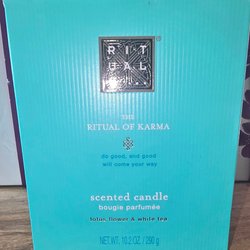 RIT
UAL
THE
RITUAL OF KARMA
do good, and good
will come your way
scented candle
bougie parfumée
lotus flower & white tea
NET WT. 10.2 OZ. / 290 g